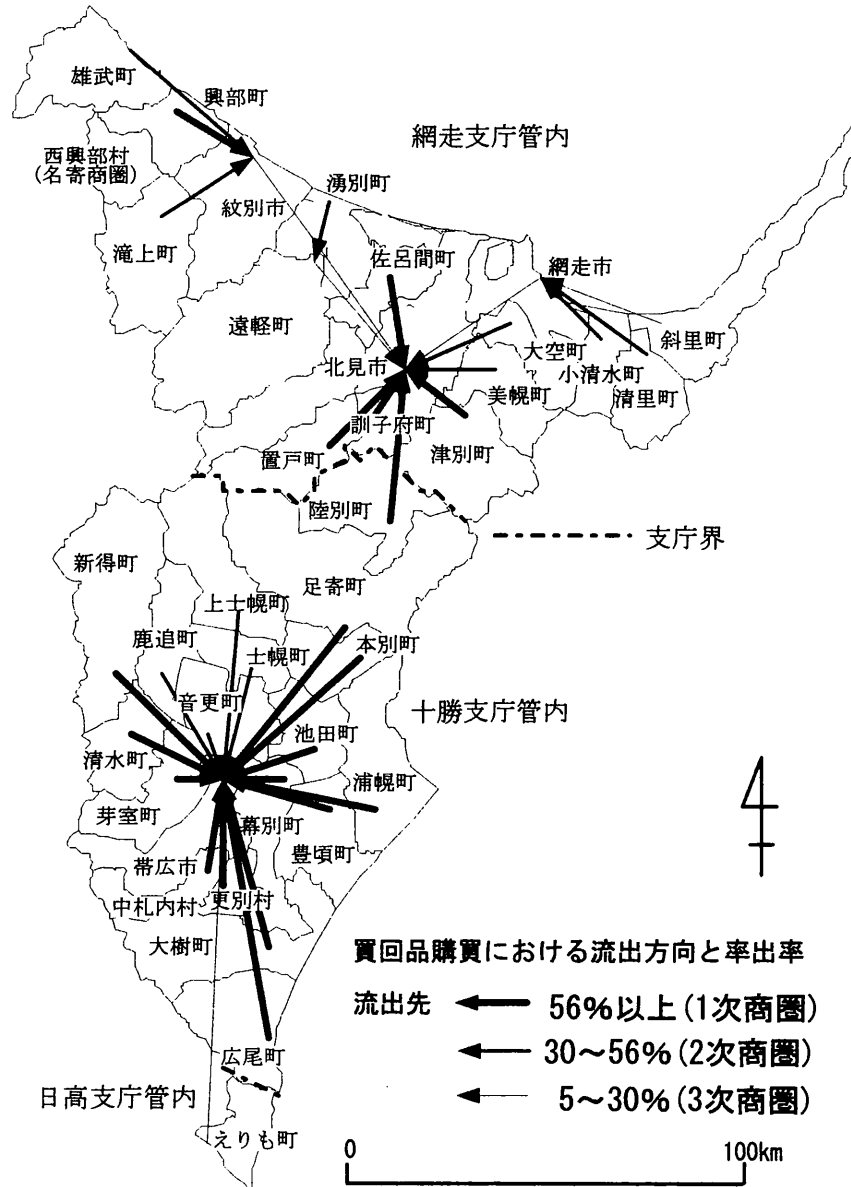 雄武町
興部町
網走支庁管内
西興部村
(名寄商圏)
湧別町
紋別市
滝上町
佐呂間町
網走市
遠軽町
大空町
斜里町
北見市
小清水町
美幌町
清里町
訓子府町
置戸町
津別町
陸別町
支庁界
新得町
足寄町
上士幌町
鹿追町
士幌町
本別町
音更町
十勝支庁管内
池田町
清水町
浦幌町
芽室町
幕別町
豊頃町
帯広市
中札内村
更別村
大樹町
買回品購買における流出方向と率出率
流出先 56%以上(1次商圏)
30~56%(2次商圏)
5~30%(3次商圏)
広尾町
日高支庁管内
えりも町
0 100km